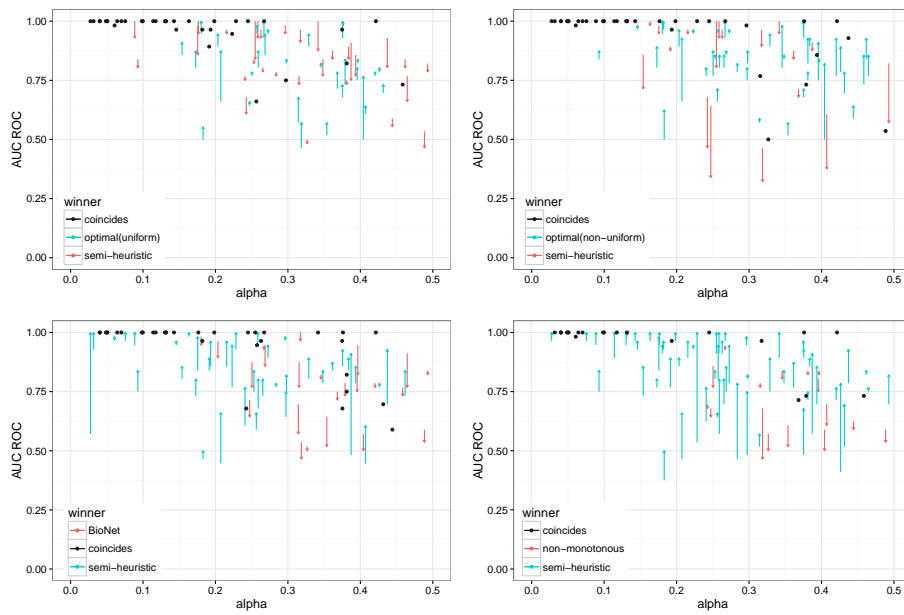 1.00
0.75
0.50
0.25
0.00
AUC ROC
winner
coincides
optimal(uniform)
semi-heuristic
0.0 0.1 0.2 0.3 0.4 0.5
alpha
1.00
0.75
0.50
0.25
0.00
AUC ROC
winner
coincides
optimal(non-uniform)
semi-heuristic
0.0 0.1 0.2 0.3 0.4 0.5
alpha
1.00
0.75
0.50
0.25
0.00
AUC ROC
winner
BioNet
coincides
semi-heuristic
0.0 0.1 0.2 0.3 0.4 0.5
alpha
1.00
0.75
0.50
0.25
0.00
AUC ROC
winner
coincides
non-monotonous
semi-heuristic
0.0 0.1 0.2 0.3 0.4 0.5
alpha